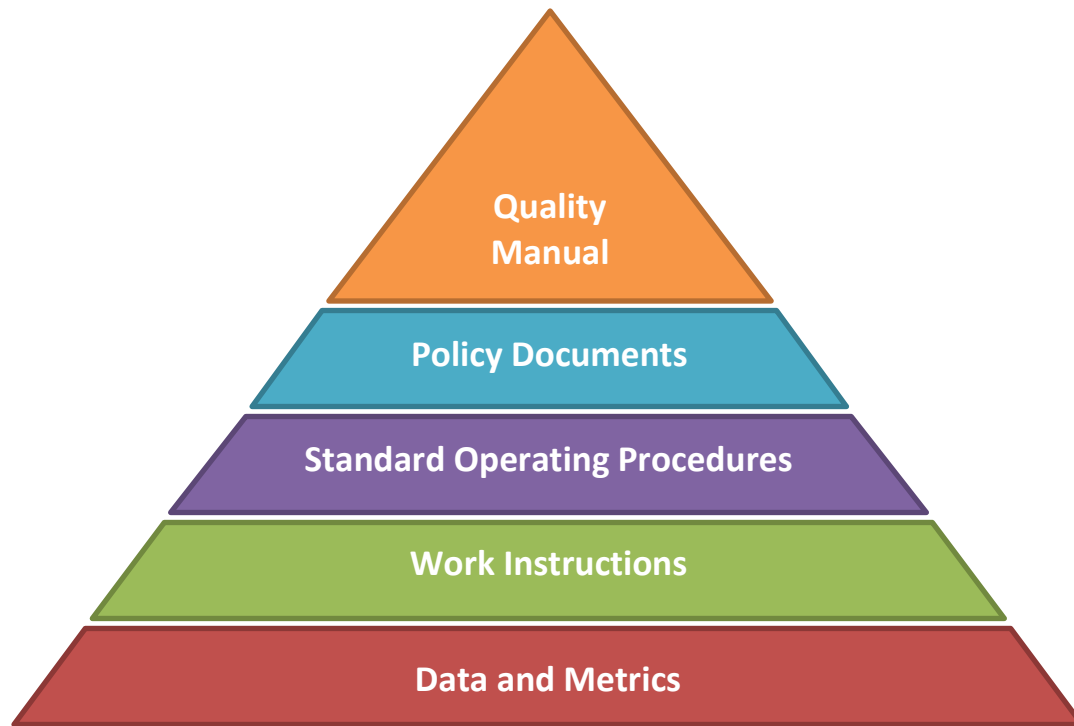 Quality
Manual
Policy Documents
Standard Operating Procedures
Work Instructions
Data and Metrics